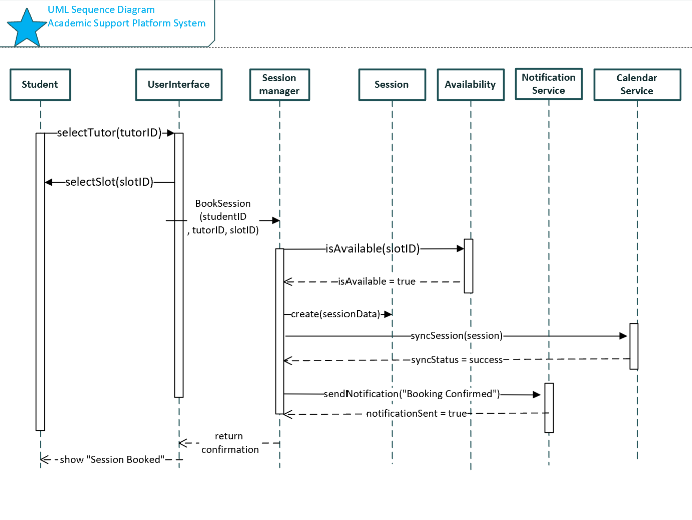 UML Sequence Diagram
Academic Support Platform System
Student
UserInterface
Session
manager
Session
Availability
Notification
Service
Calendar
Service
selectTutor(tutorID)
selectSlot(slotID)
BookSession
(studentID
, tutorID, slotID)
isAvailable(slotID)
isAvailable = true
create(sessionData)
syncSession(session)
syncStatus = success
sendNotification("Booking Confirmed")
notificationSent = true
return
confirmation
show "Session Booked"